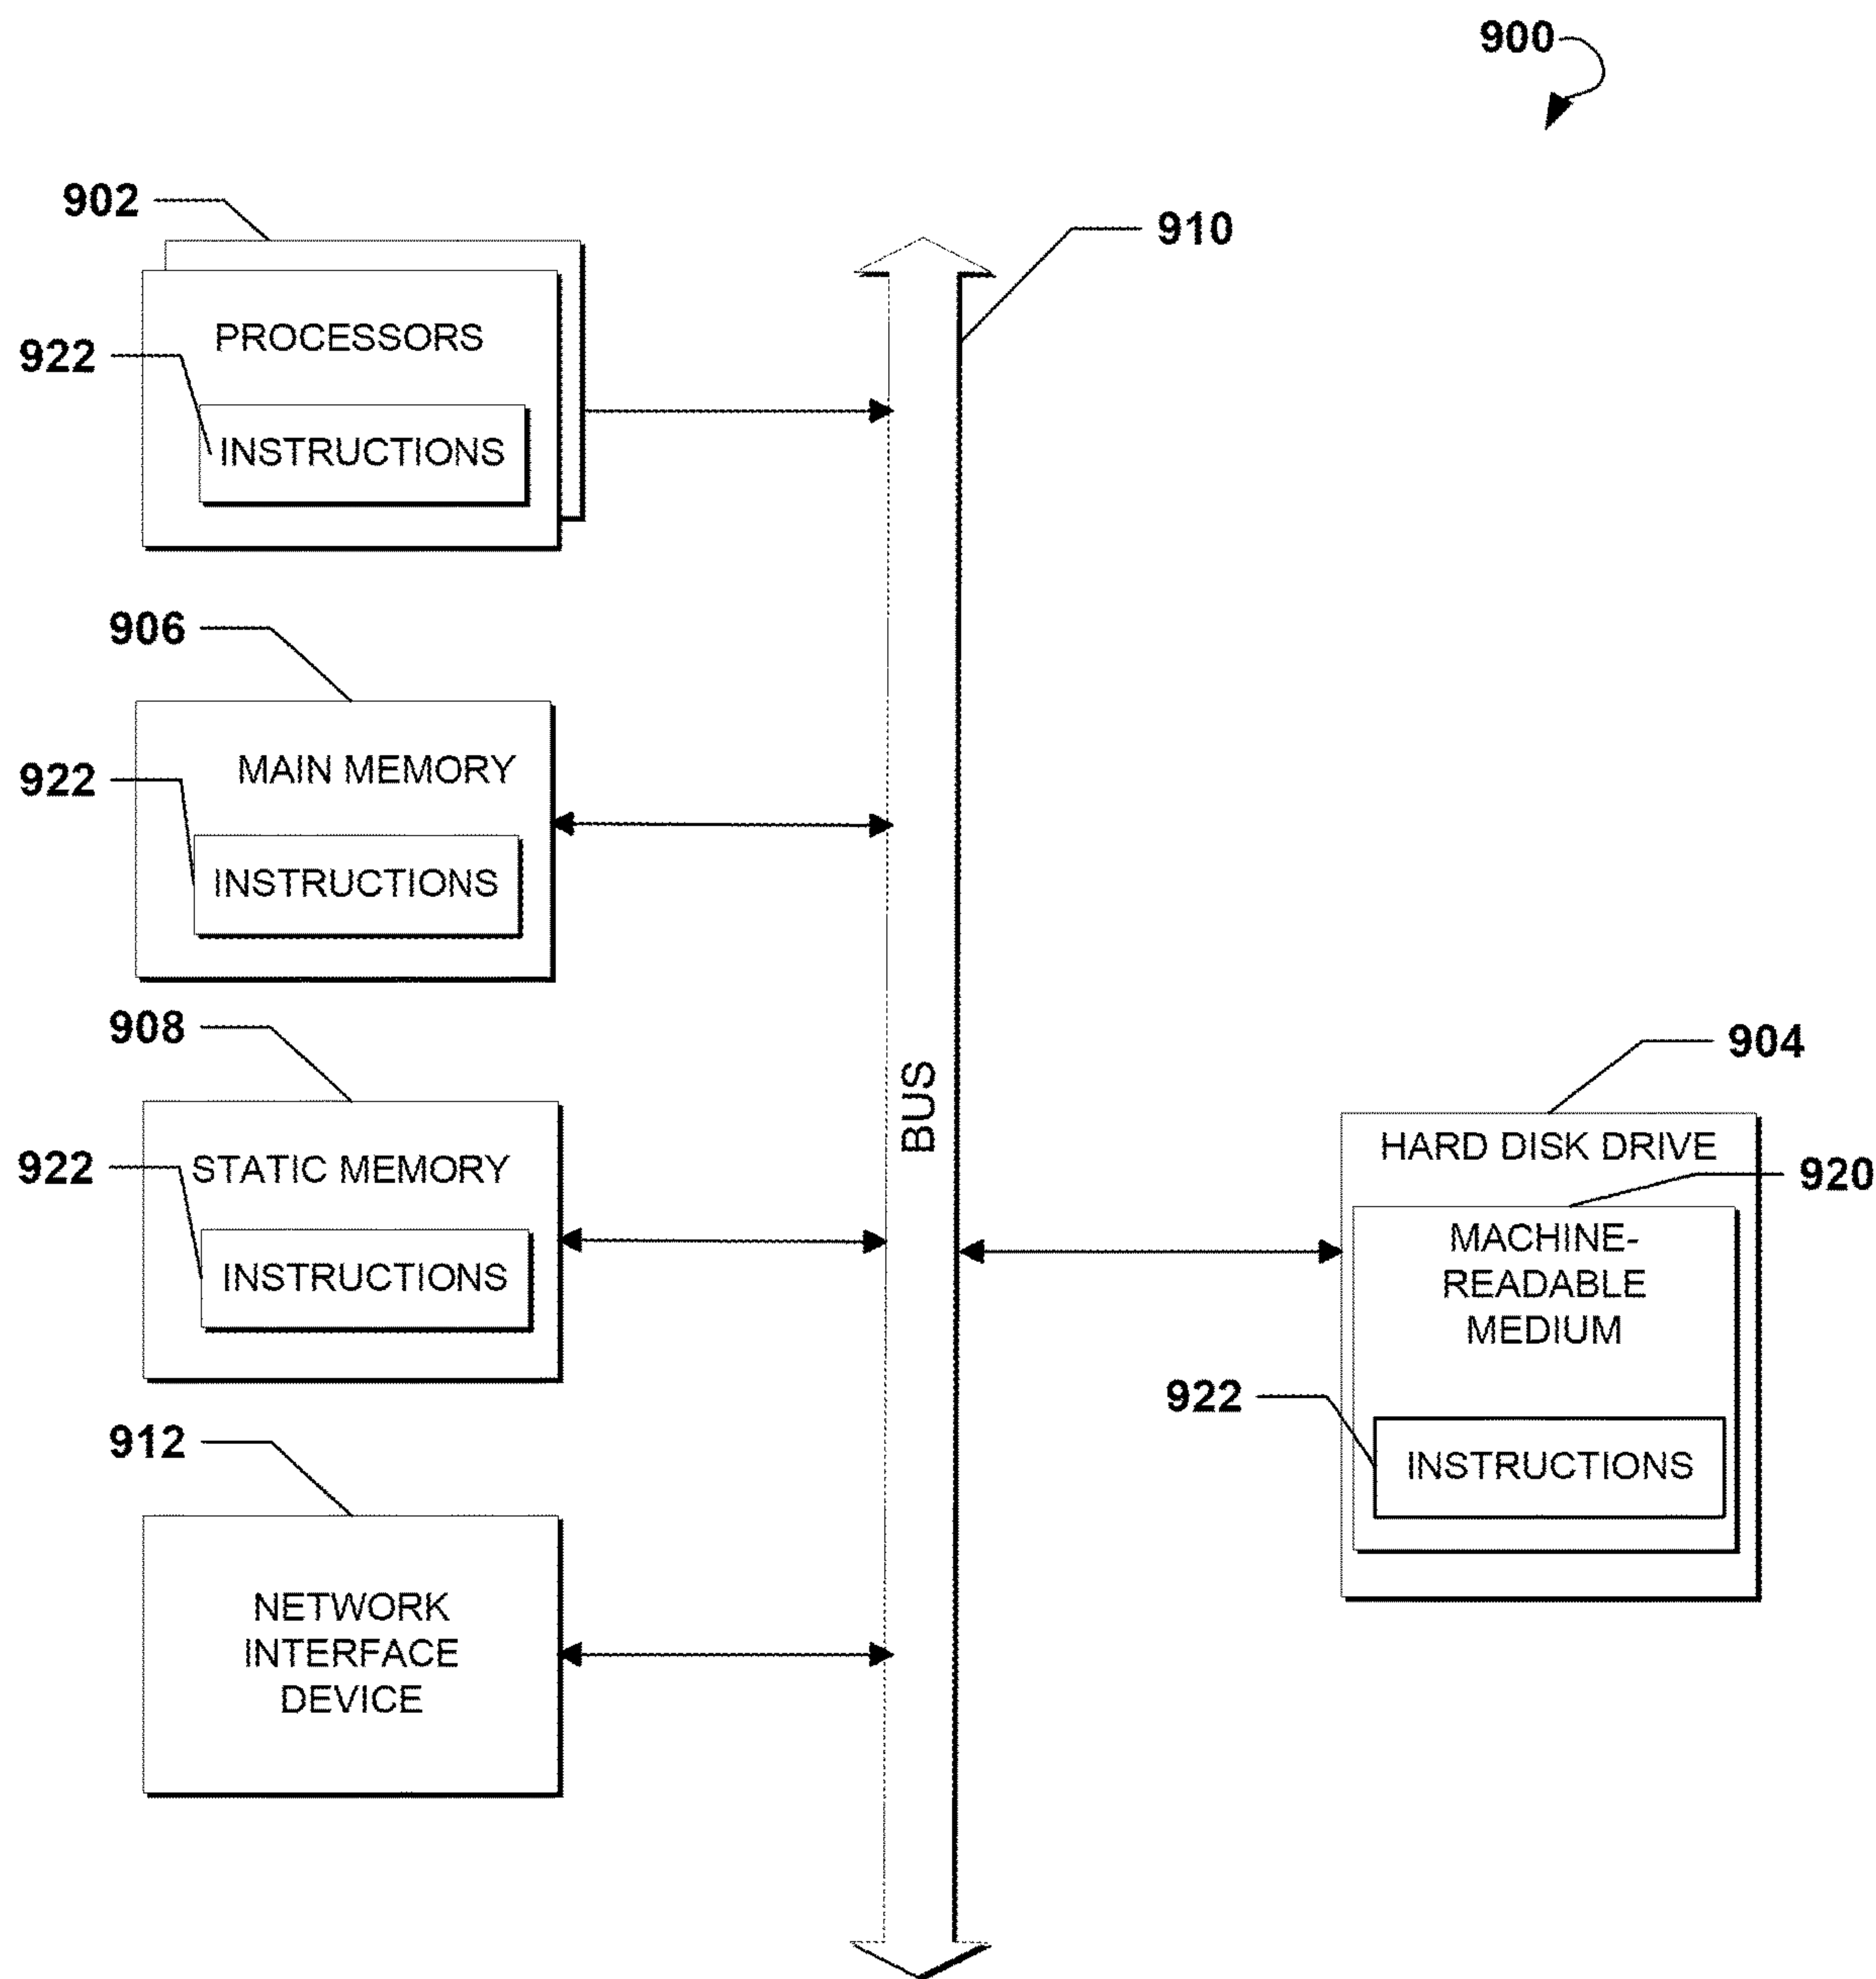 900
902
910
PROCESSORS
922
INSTRUCTIONS
906
MAIN MEMORY
922
INSTRUCTIONS
908
STATIC MEMORY
922
INSTRUCTIONS
BUS
904
HARD DISK DRIVE
920
MACHINE-
READABLE
MEDIUM
922
INSTRUCTIONS
912
NETWORK
INTERFACE
DEVICE